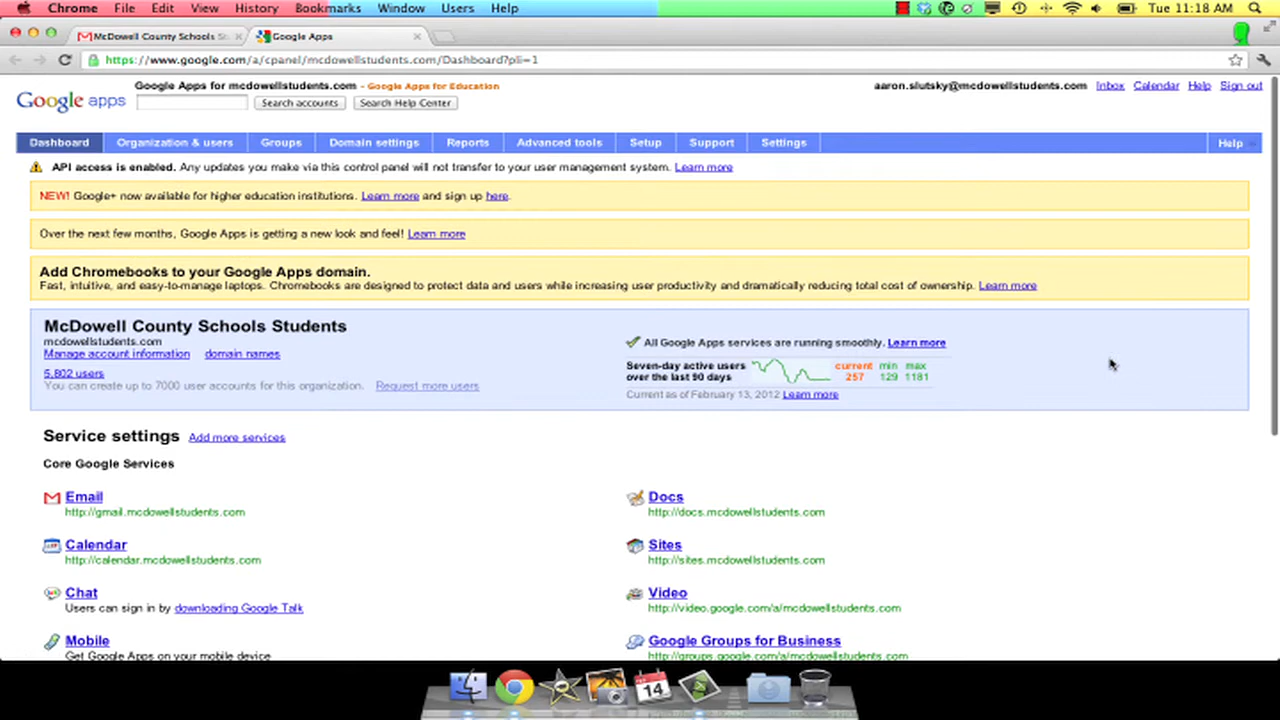 Chrome File Edit View History Bookmarks Window Users Help Tue 11:18 AM
McDowell County Schools St Google Apps
https://www.google.com/a/cpanel/mcdowellstudents.com/Dashboard?pli=1
Google apps
Google Apps for mcdowellstudents.com - Google Apps for Education
aaron.slutsky@mcdowellstudents.com Inbox Calendar Help Sign out
Search accounts Search Help Center
Dashboard Organization & users Groups Domain settings Reports Advanced tools Setup Support Settings Help
API access is enabled. Any updates you make via this control panel will not transfer to your user management system. Learn more
NEW! Google+ now available for higher education institutions. Learn more and sign up here.
Over the next few months, Google Apps is getting a new look and feel! Learn more
Add Chromebooks to your Google Apps domain.
Fast, intuitive, and easy-to-manage laptops. Chromebooks are designed to protect data and users while increasing user productivity and dramatically reducing total cost of ownership. Learn more
McDowell County Schools Students
mcdowellstudents.com
Manage account information domain names
5,802 users
You can create up to 7000 user accounts for this organization. Request more users
All Google Apps services are running smoothly. Learn more
Seven-day active users current min max
over the last 90 days 257 129 1181
Current as of February 13, 2012 Learn more
Service settings Add more services
Core Google Services
Email
http://gmail.mcdowellstudents.com
Docs
http://docs.mcdowellstudents.com
Calendar
http://calendar.mcdowellstudents.com
Sites
http://sites.mcdowellstudents.com
Chat
Users can sign in by downloading Google Talk
Video
http://video.google.com/a/mcdowellstudents.com
Mobile
Get Google Apps on your mobile device
Google Groups for Business
http://groups.google.com/a/mcdowellstudents.com
14